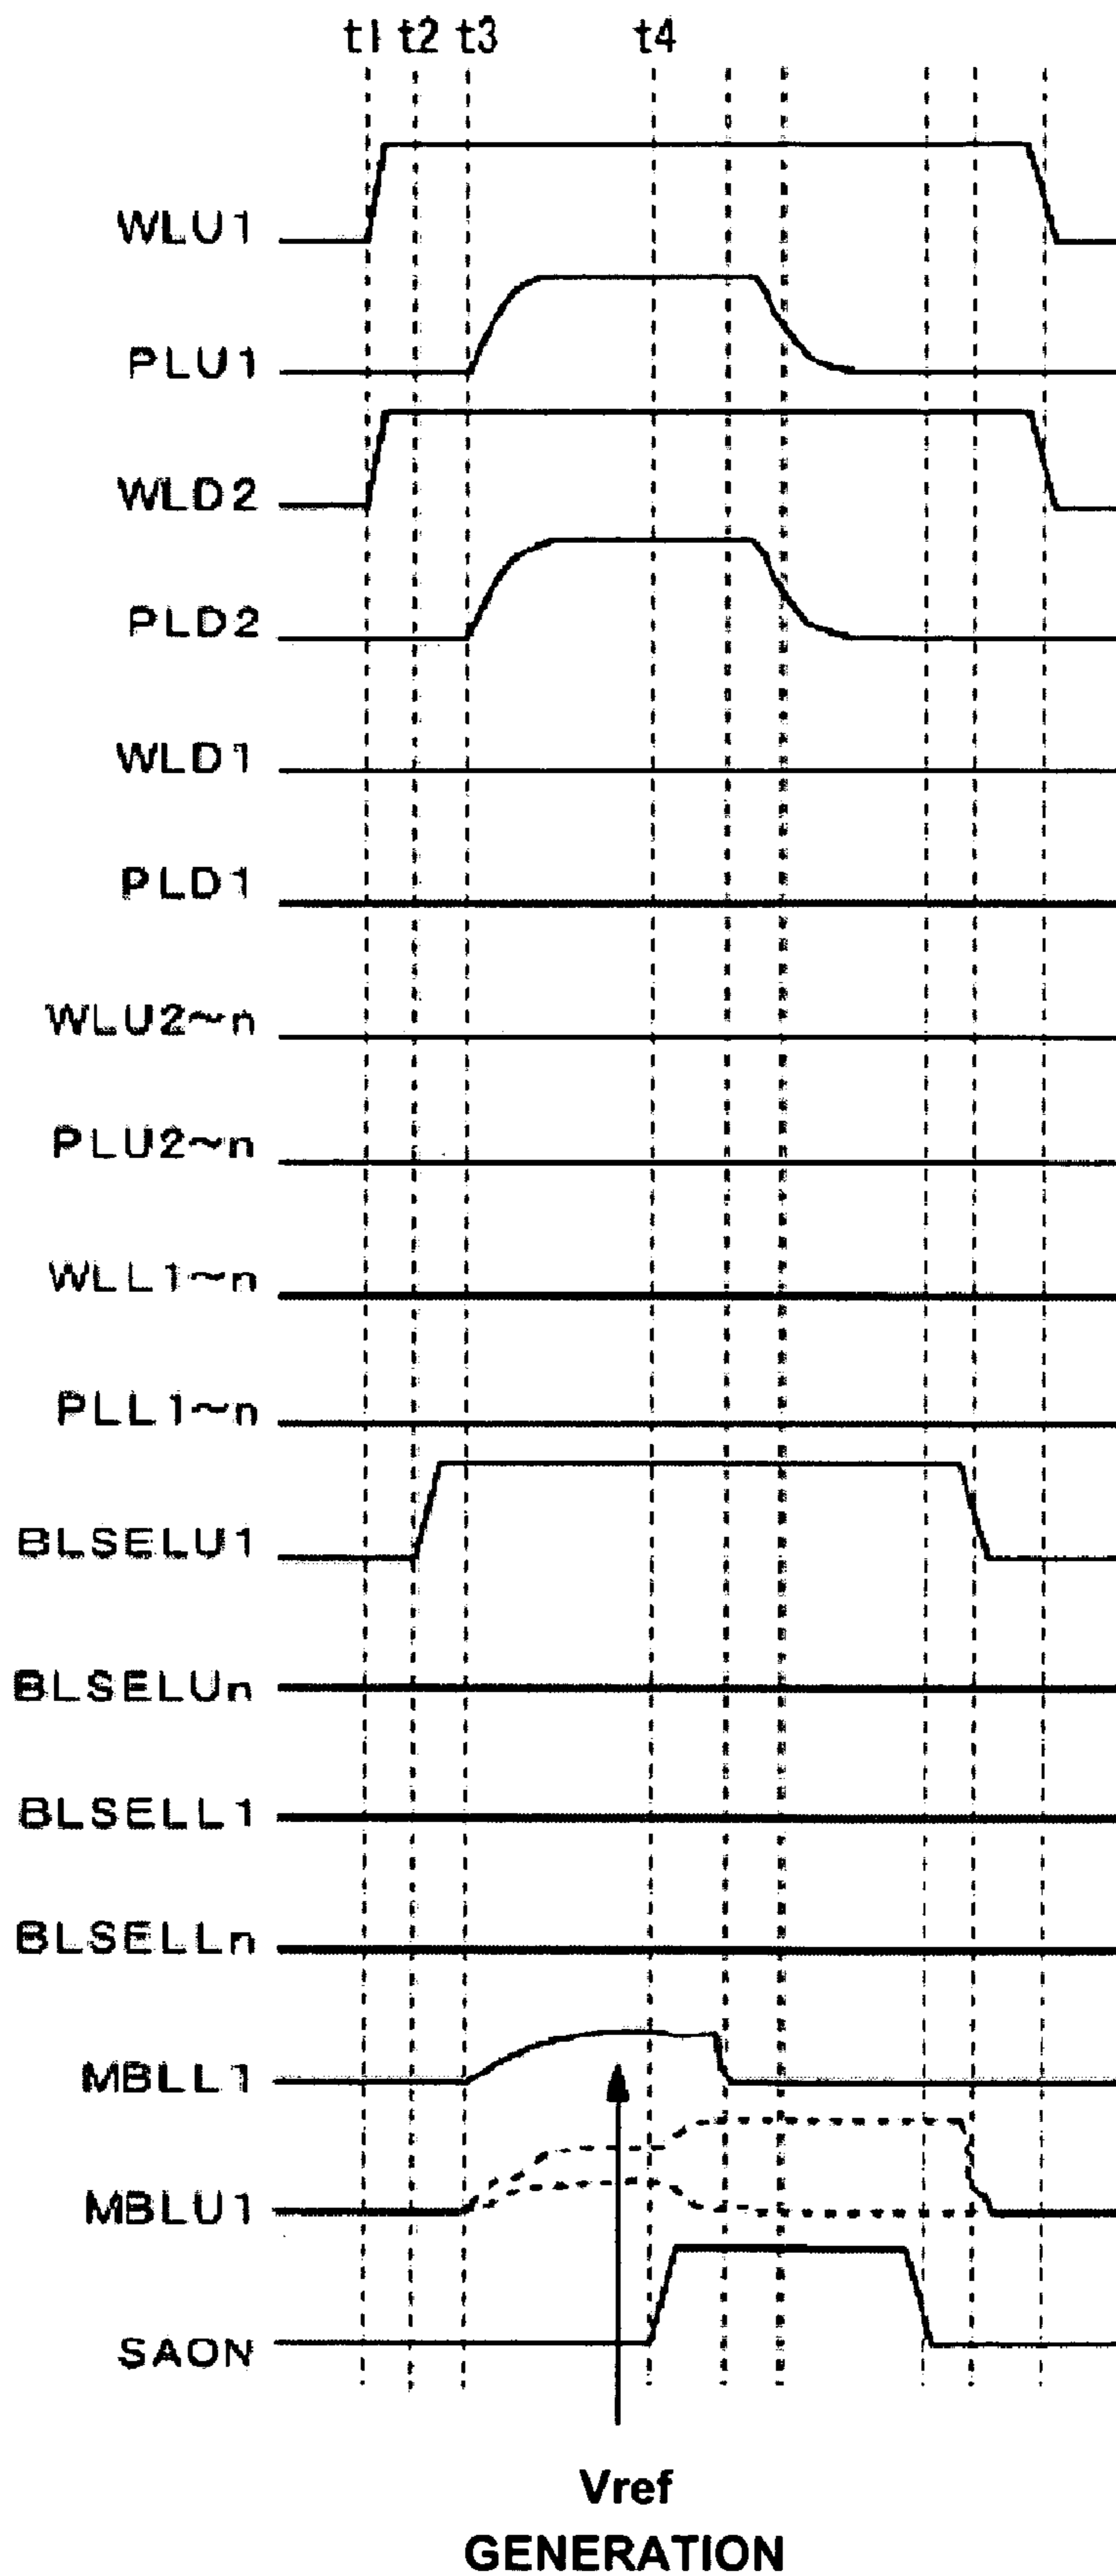 t1 t2 t3 t4
WLU1
PLU1
WLD2
PLD2
WLD1
PLD1
WLU2~n
PLU2~n
WLL1~n
PLL1~n
BLSELU1
BLSELUn
BLSELL1
BLSELLn
MBLL1
MBLU1
SAON
Vref
GENERATION